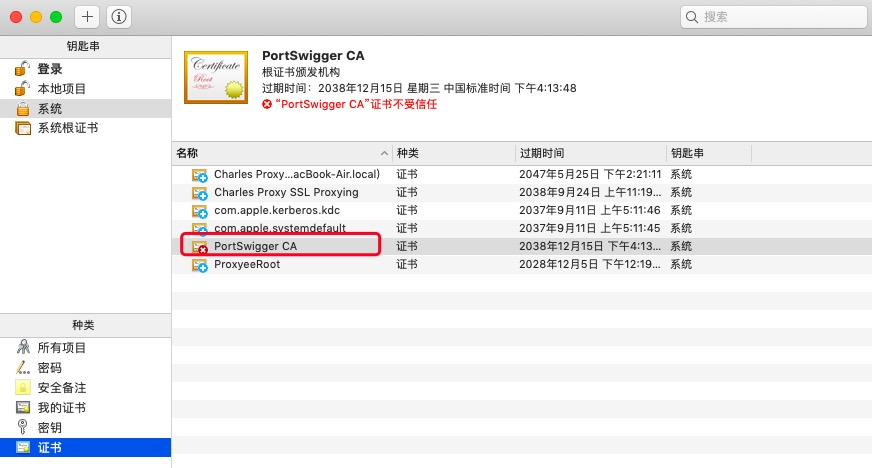 搜索
钥匙串
登录
本地项目
系统
系统根证书
PortSwigger CA
根证书颁发机构
过期时间：2038年12月15日 星期三 中国标准时间 下午4:13:48
“PortSwigger CA”证书不受信任
名称 种类 过期时间 钥匙串
Charles Proxy...acBook-Air.local) 证书 2047年5月25日 下午2:21:11 系统
Charles Proxy SSL Proxying 证书 2038年9月24日 上午11:19... 系统
com.apple.kerberos.kdc 证书 2037年9月11日 上午5:11:46 系统
com.apple.systemdefault 证书 2037年9月11日 上午5:11:45 系统
PortSwigger CA 证书 2038年12月15日 下午4:13... 系统
ProxyeeRoot 证书 2028年12月5日 下午12:19... 系统
种类
所有项目
密码
安全备注
我的证书
密钥
证书